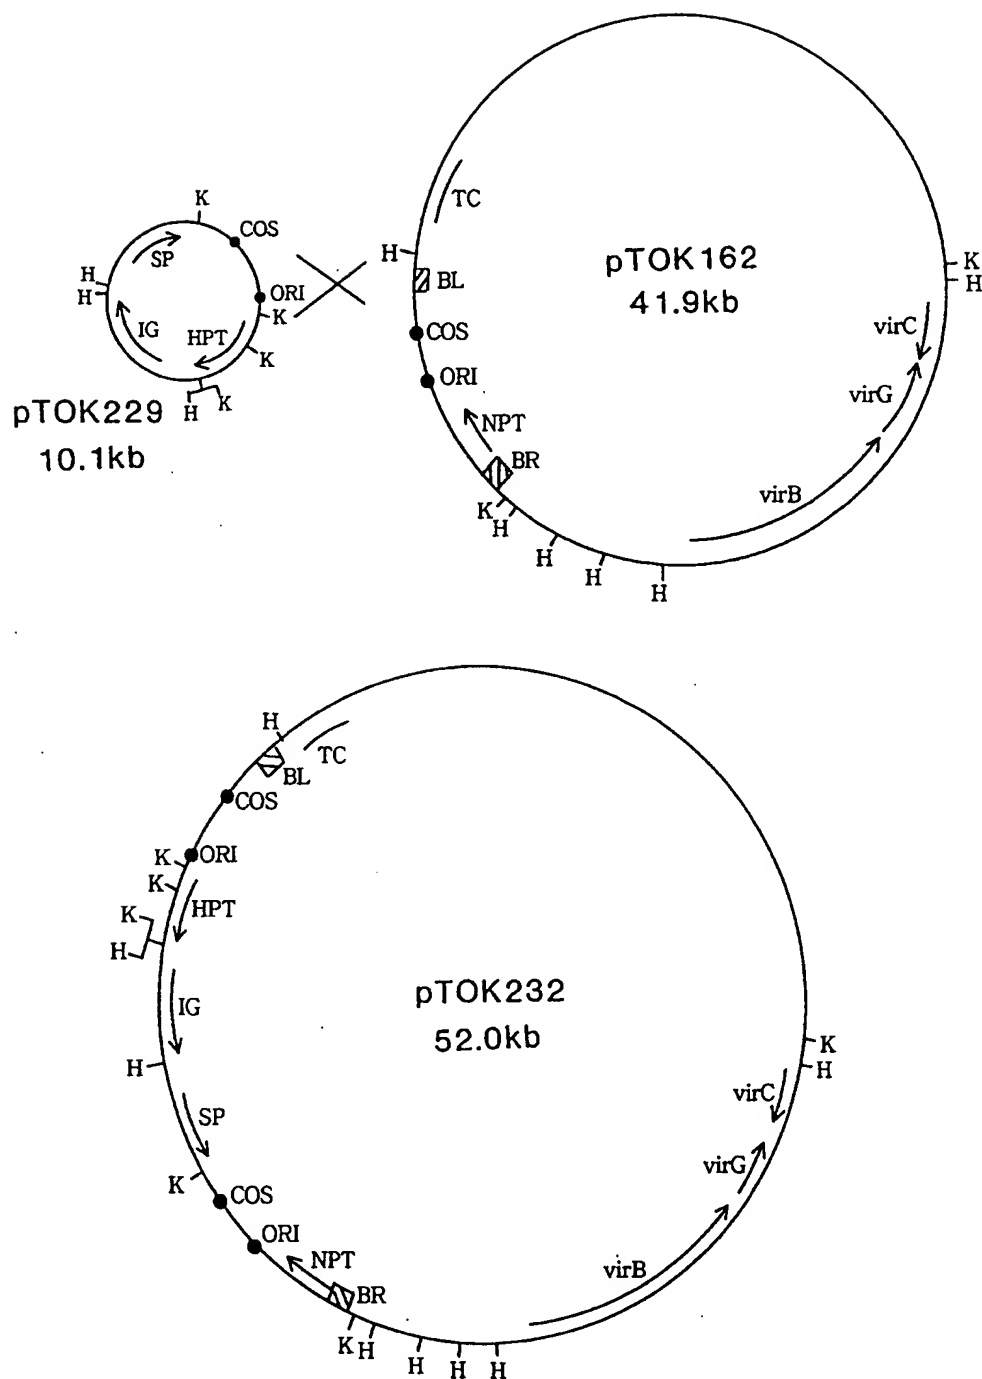 K
COS
SP
H
H
ORI
K
IG
HPT
K
H
K
pTOK229
10.1kb
TC
H
BL
COS
ORI
NPT
BR
K
H
H
H
H
pTOK162
41.9kb
K
H
virC
virG
virB
H
TC
BL
COS
K
ORI
K
HPT
K
H
IG
H
SP
K
COS
ORI
NPT
BR
K
H
H
H
H
pTOK232
52.0kb
K
H
virC
virG
virB